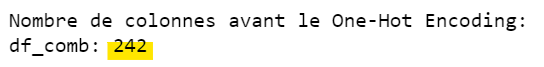 Nombre de colonnes avant le One-Hot Encoding:
df_comb: 242